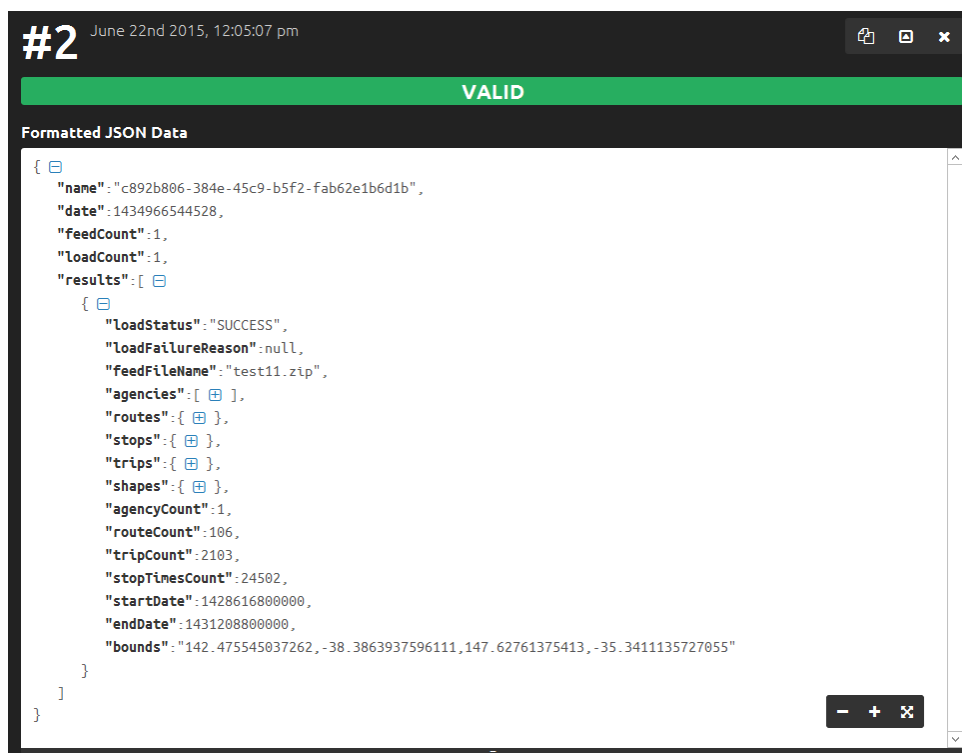 #2 June 22nd 2015, 12:05:07 pm
VALID
Formatted JSON Data
{
"name":"c892b806-384e-45c9-b5f2-fab62e1b6d1b",
"date":1434966544528,
"feedCount":1,
"loadCount":1,
"results":[
{
"loadStatus":"SUCCESS",
"loadFailureReason":null,
"feedFileName":"test11.zip",
"agencies":[ ],
"routes":{ },
"stops":{ },
"trips":{ },
"shapes":{ },
"agencyCount":1,
"routeCount":106,
"tripCount":2103,
"stopTimesCount":24502,
"startDate":1428616800000,
"endDate":1431208800000,
"bounds":"142.475545037262,-38.3863937596111,147.62761375413,-35.3411135727055"
}
]
}